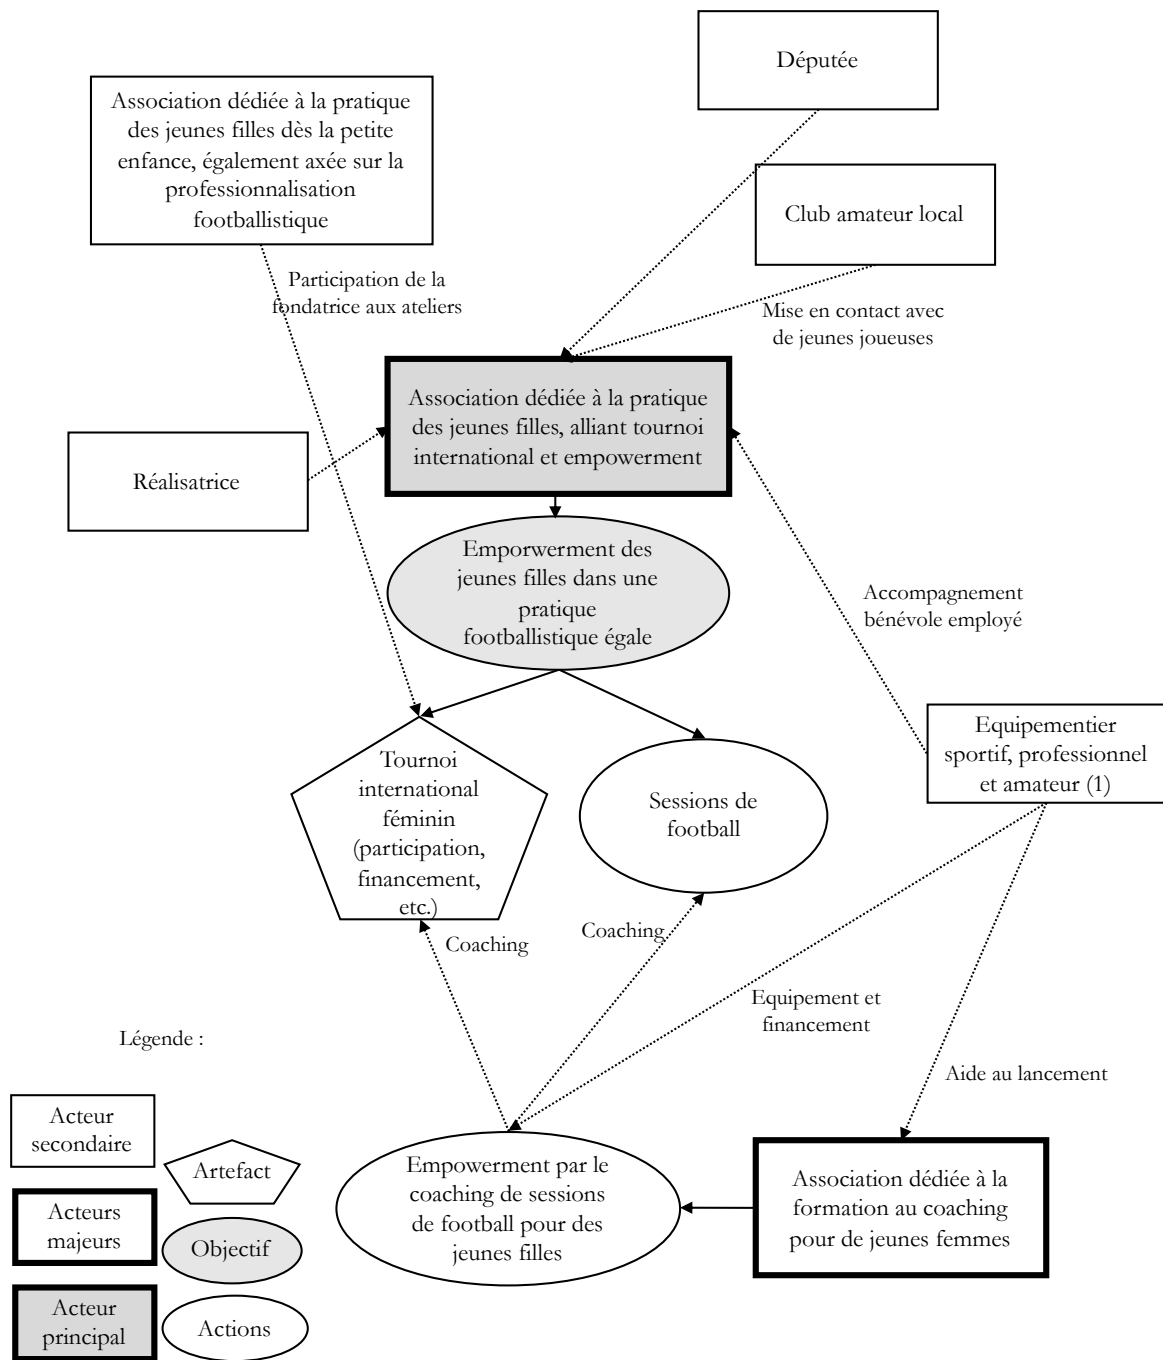 Députée
Association dédiée à la pratique
des jeunes filles dès la petite
enfance, également axée sur la
professionnalisation
footballistique
Club amateur local
Participation de la
fondatrice aux ateliers
Mise en contact avec
de jeunes joueuses
Association dédiée à la pratique
des jeunes filles, alliant tournoi
international et empowerment
Réalisatrice
Emporwerment des
jeunes filles dans une
pratique
footballistique égale
Accompagnement
bénévole employé
Equipementier
sportif, professionnel
et amateur (1)
Tournoi
international
féminin
(participation,
financement,
etc.)
Sessions de
football
Coaching
Coaching
Equipement et
financement
Aide au lancement
Empowerment par le
coaching de sessions
de football pour des
jeunes filles
Association dédiée à la
formation au coaching
pour de jeunes femmes
Légende :
Acteur
secondaire
Artefact
Acteurs
majeurs
Objectif
Acteur
principal
Actions